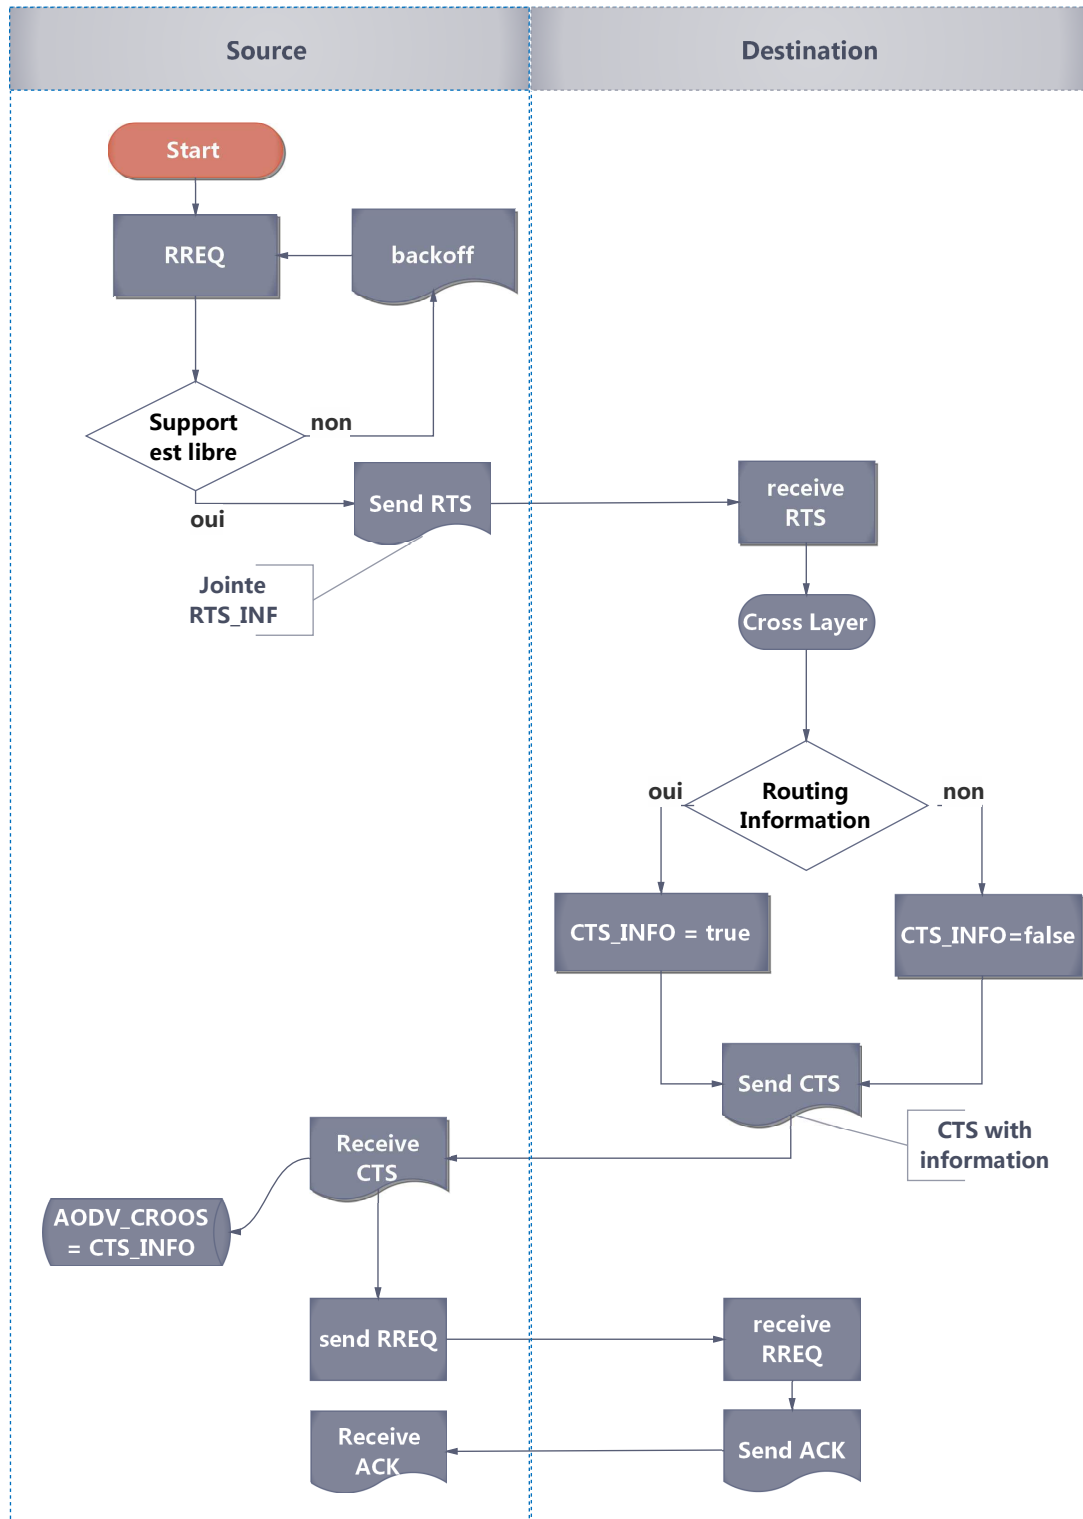 Source
Destination
Start
RREQ
backoff
Support
est libre
non
oui
Send RTS
receive
RTS
Jointe
RTS_INF
Cross Layer
Routing
Information
oui
non
CTS_INFO = true
CTS_INFO=false
Send CTS
CTS with
information
Receive
CTS
AODV_CROOS
= CTS_INFO
send RREQ
receive
RREQ
Send ACK
Receive
ACK